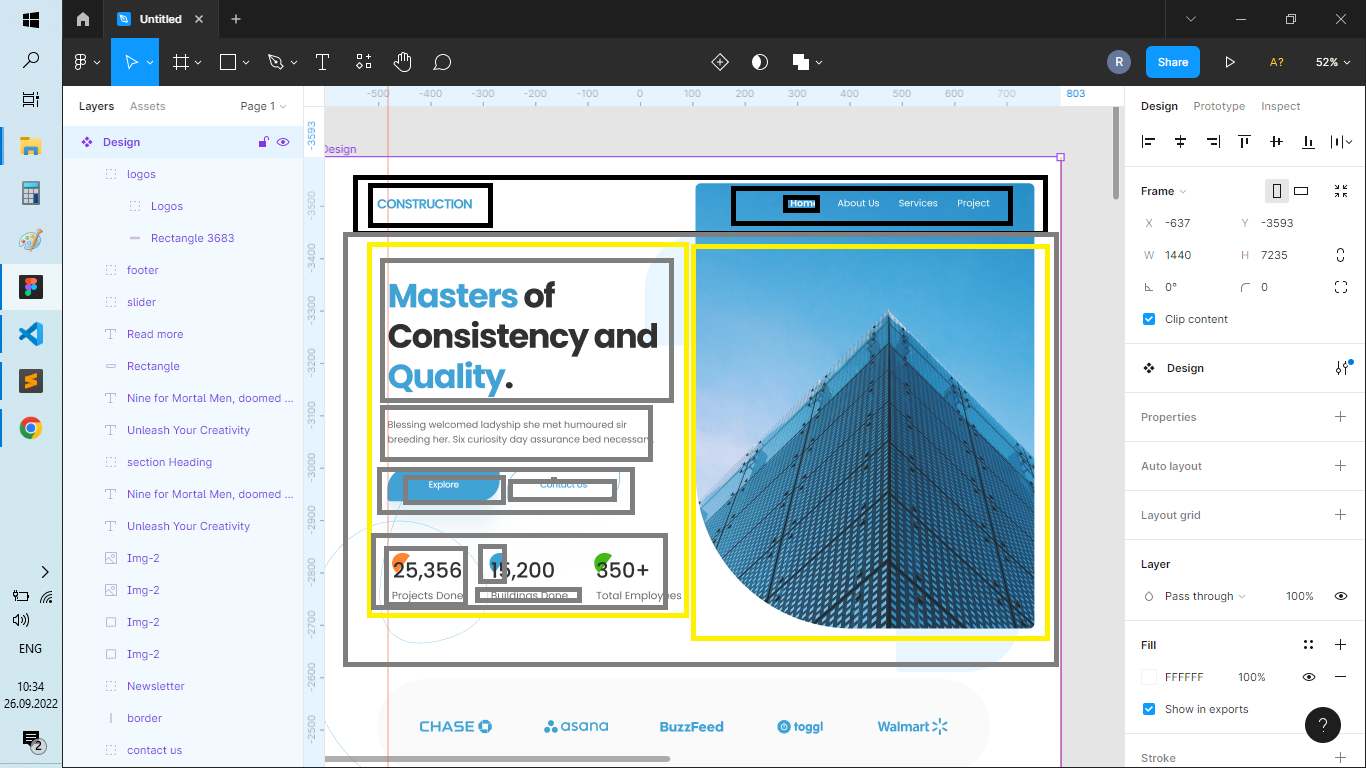 Untitled
R
Share
A?
52%
Layers
Assets
Page 1
Design
logos
Logos
Rectangle 3683
footer
slider
Read more
Rectangle
Nine for Mortal Men, doomed ...
Unleash Your Creativity
section Heading
Nine for Mortal Men, doomed ...
Unleash Your Creativity
Img-2
Img-2
Img-2
Img-2
Newsletter
border
contact us
ENG
10:34
26.09.2022
2
-500 -400 -300 -200 -100 0 100 200 300 400 500 600 700 803
-3593
-3500
-3400
-3300
-3200
-3100
-3000
-2900
-2800
-2700
-2600
-2500
Design
CONSTRUCTION
Home About Us Services Project
Masters of
Consistency and
Quality.
Blessing welcomed ladyship she met humoured sir
breeding her. Six curiosity day assurance bed necessary.
Explore
Contact us
25,356 15,200 350+
Projects Done Buildings Done Total Employees
CHASE asana BuzzFeed toggl Walmart
Design Prototype Inspect
Frame
X -637 Y -3593
W 1440 H 7235
0° 0
Clip content
Design
Properties
Auto layout
Layout grid
Layer
Pass through 100%
Fill
FFFFFF 100%
Show in exports
Stroke
?